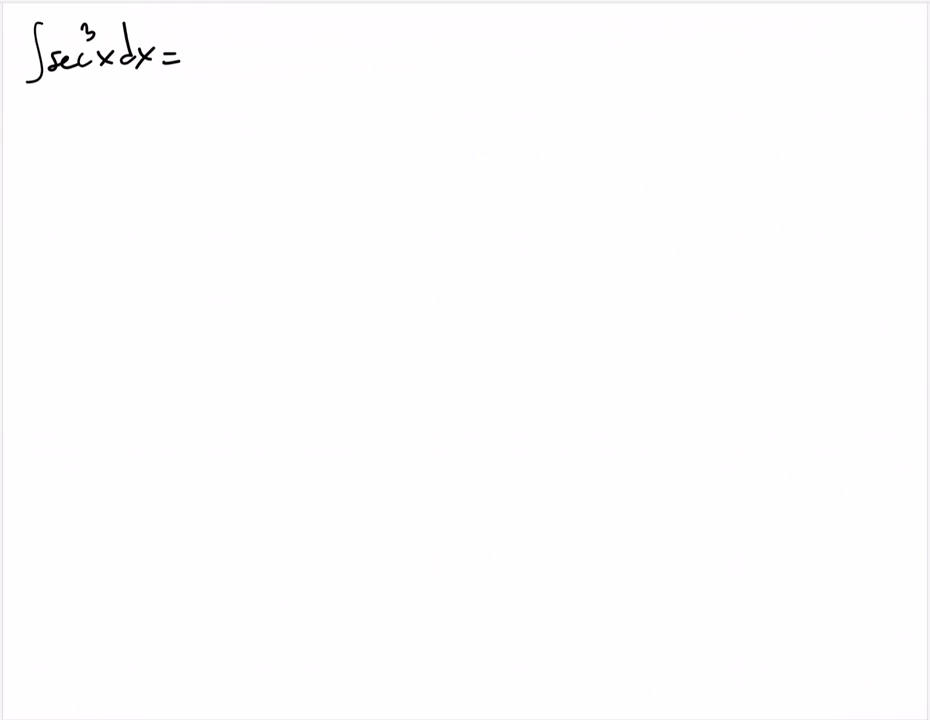 ∫sec³x dx =